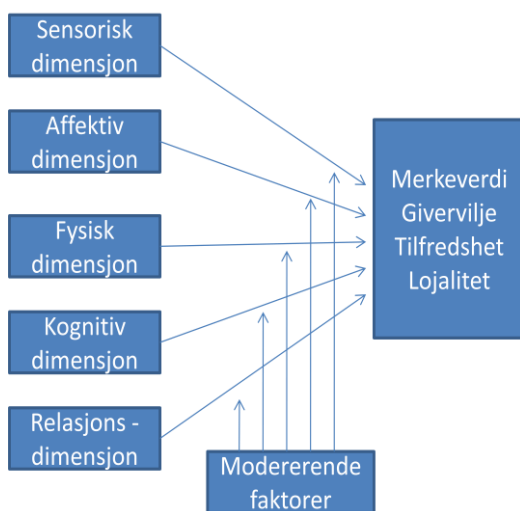 Sensorisk
dimensjon
Affektiv
dimensjon
Fysisk
dimensjon
Kognitiv
dimensjon
Relasjons -
dimensjon
Merkeverdi
Givervilje
Tilfredshet
Lojalitet
Modererende
faktorer